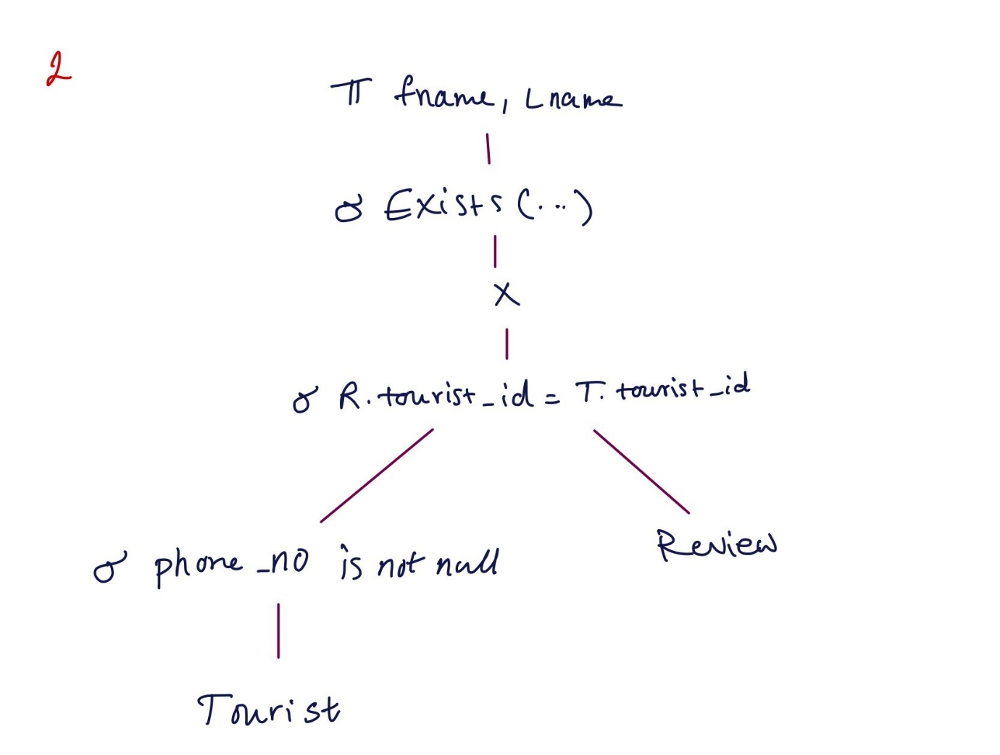 2
π fname, Lname
σ Exists (...)
X
σ R.tourist_id = T.tourist_id
σ phone_no is not null
Review
Tourist